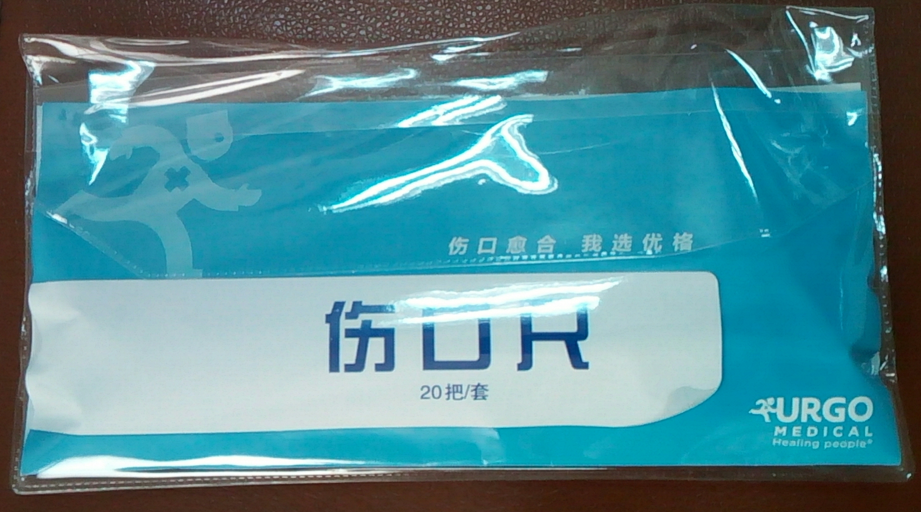 伤口愈合 我选优格
伤口尺
20把/套
URGO
MEDICAL
Healing people®